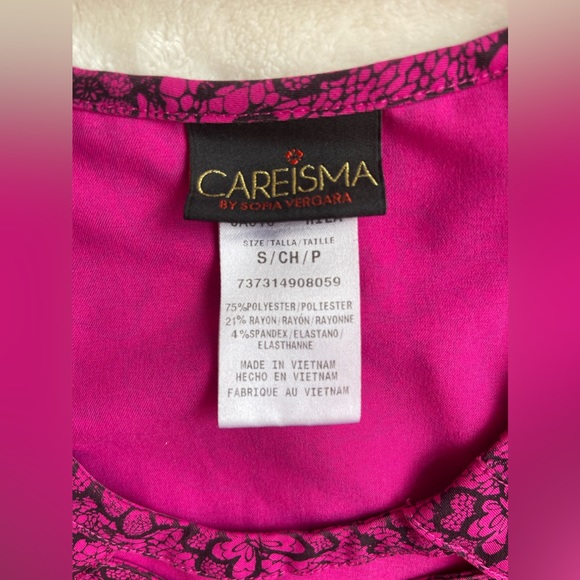 CAREISMA
BY SOFIA VERGARA
SIZE/TALLA/TAILLE
S/CH/P
737314908059
75%POLYESTER/POLIESTER
21%RAYON/RAYÓN/RAYONNE
4%SPANDEX/ELASTANO/
ELASTHANNE
MADE IN VIETNAM
HECHO EN VIETNAM
FABRIQUE AU VIETNAM